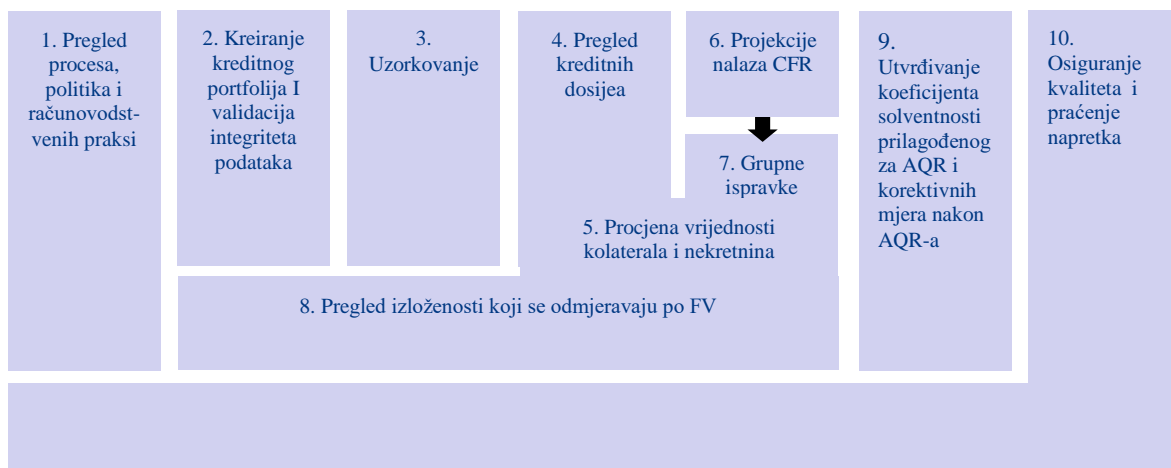 1. Pregled
procesa,
politika i
računovodst-
venih praksi
2. Kreiranje
kreditnog
portfolija I
validacija
integriteta
podataka
3.
Uzorkovanje
4. Pregled
kreditnih
dosijea
6. Projekcije
nalaza CFR
7. Grupne
ispravke
5. Procjena vrijednosti
kolaterala i nekretnina
8. Pregled izloženosti koji se odmjeravaju po FV
9.
Utvrđivanje
koeficijenta
solventnosti
prilagođenog
za AQR i
korektivnih
mjera nakon
AQR-a
10.
Osiguranje
kvaliteta i
praćenje
napretka